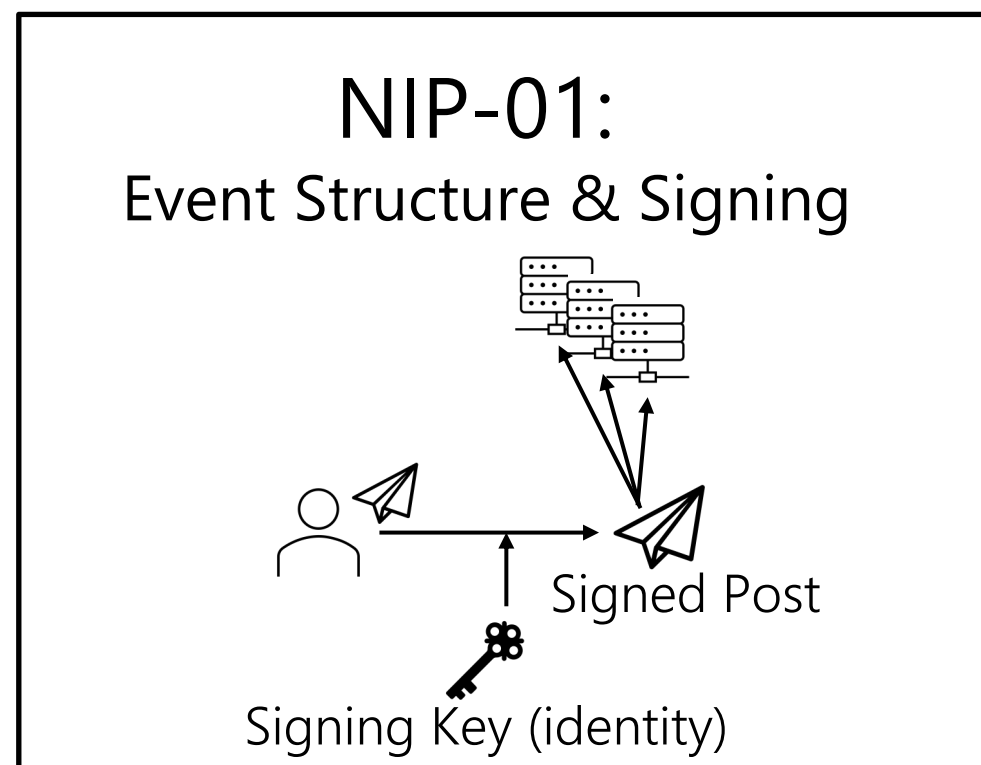 NIP-01:
Event Structure & Signing
Signed Post
Signing Key (identity)